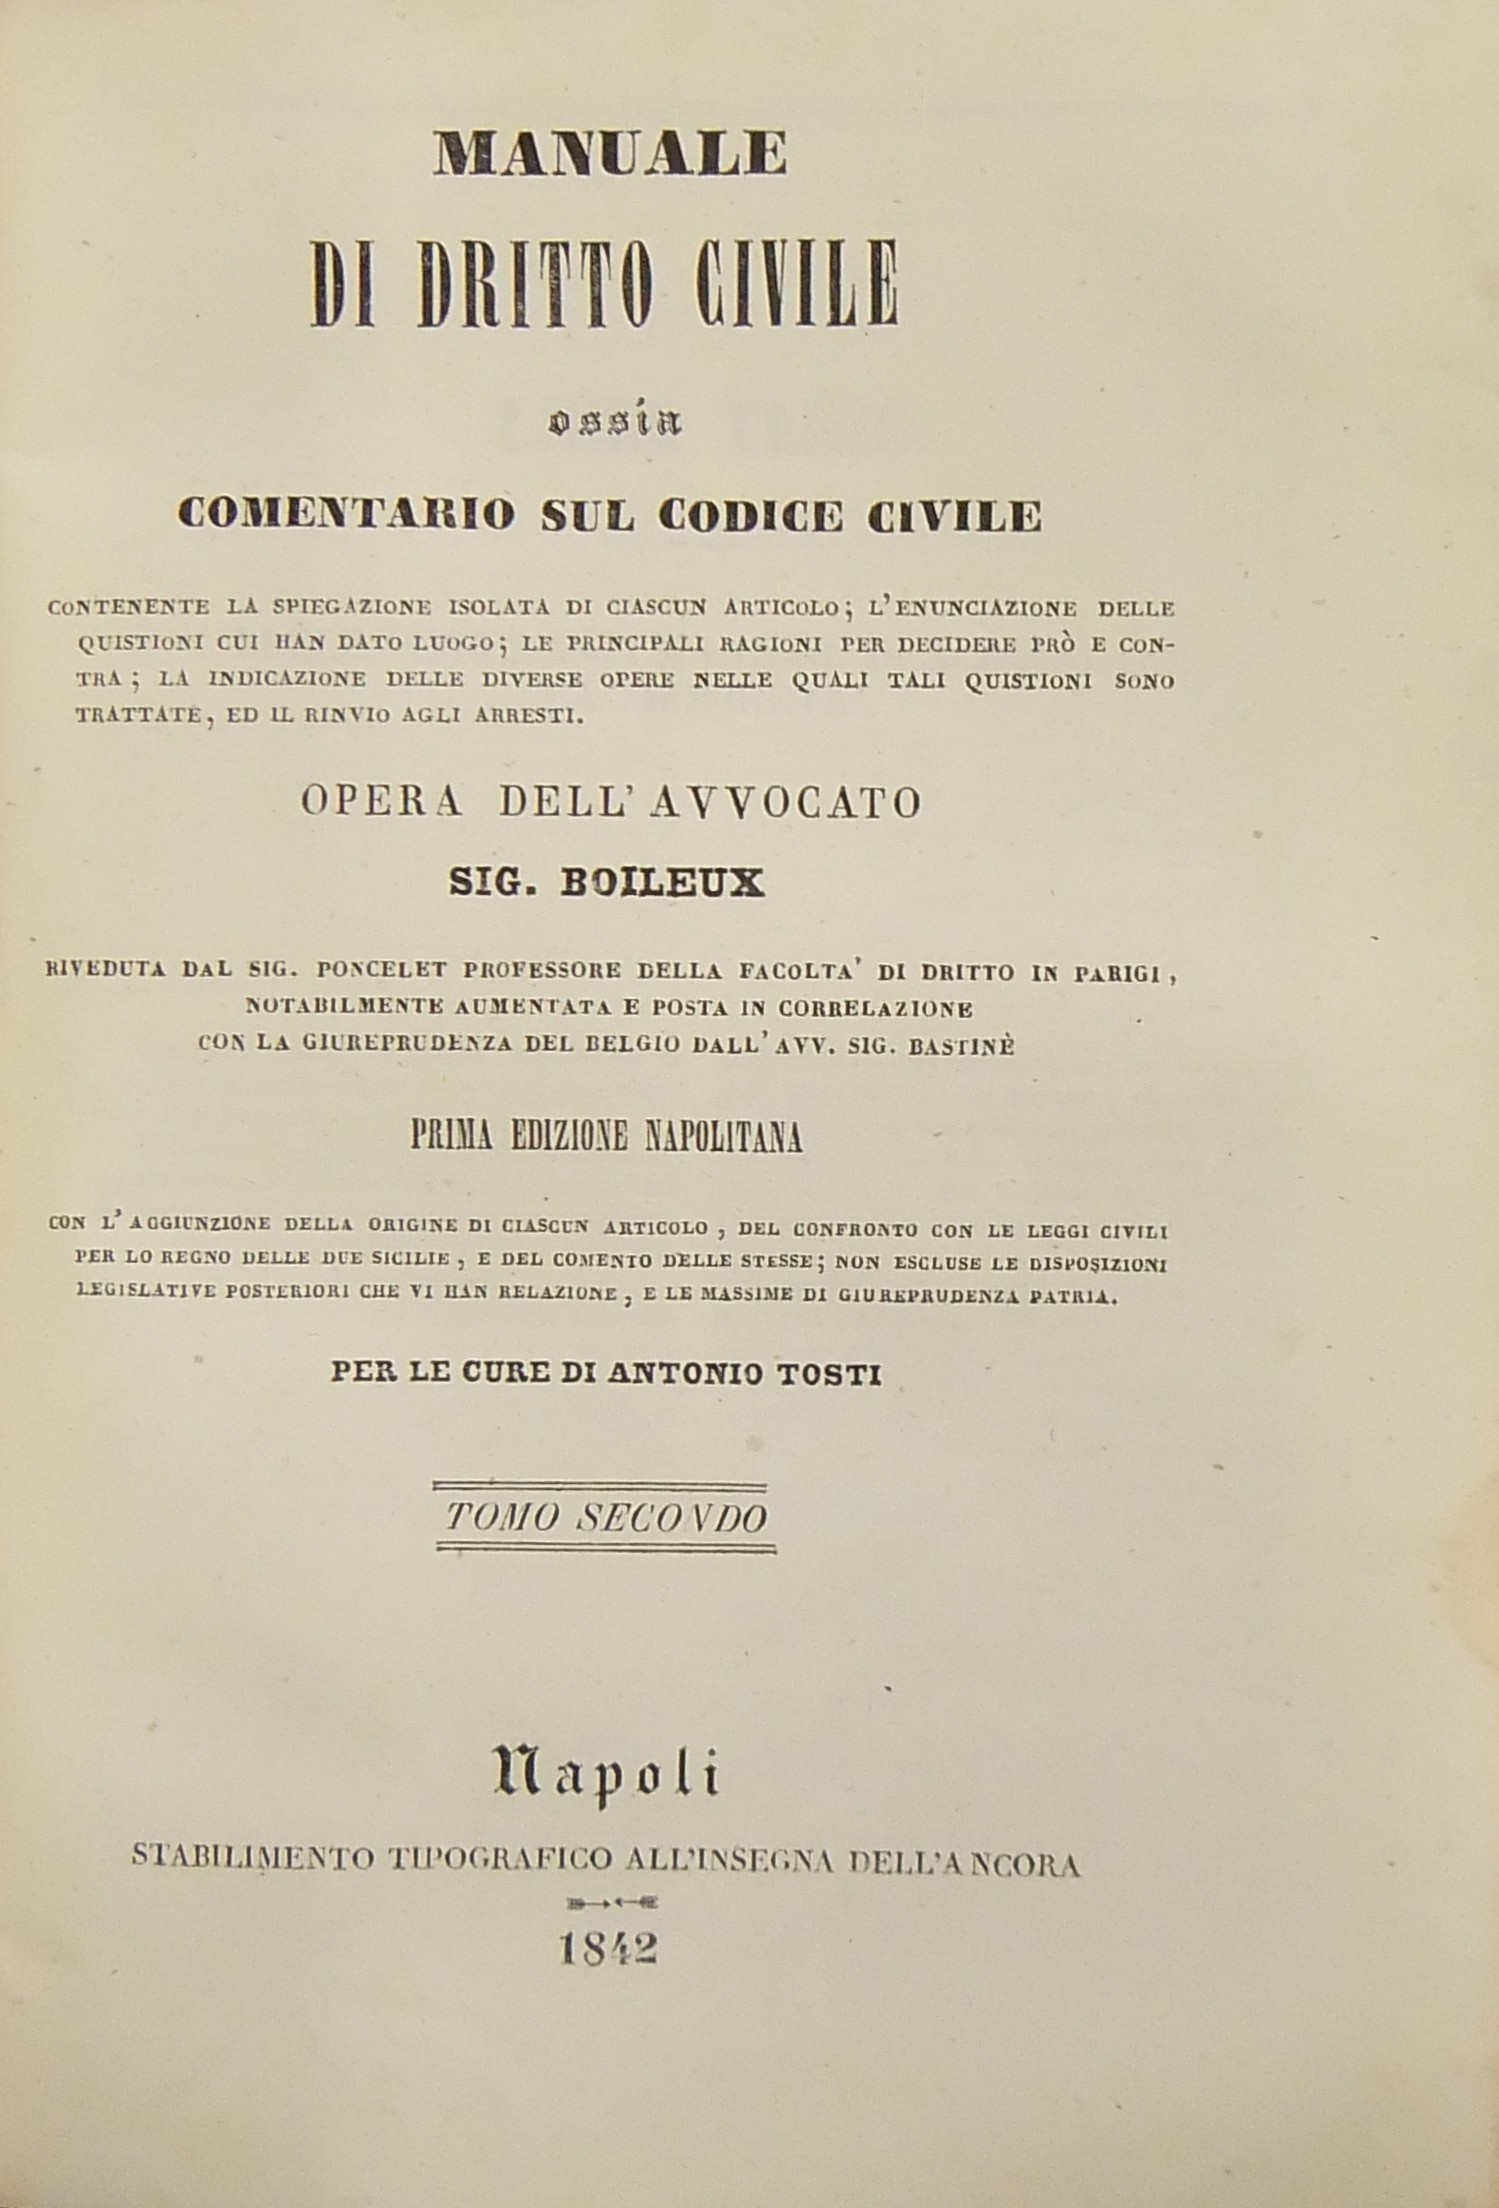 MANUALE
DI DRITTO CIVILE
ossia
COMENTARIO SUL CODICE CIVILE
CONTENENTE LA SPIEGAZIONE ISOLATA DI CIASCUN ARTICOLO; L'ENUNCIAZIONE DELLE
QUISTIONI CUI HAN DATO LUOGO; LE PRINCIPALI RAGIONI PER DECIDERE PRÒ E CON-
TRA; LA INDICAZIONE DELLE DIVERSE OPERE NELLE QUALI TALI QUISTIONI SONO
TRATTATE, ED IL RINVIO AGLI ARRESTI.
OPERA DELL'AVVOCATO
SIG. BOILEUX
RIVEDUTA DAL SIG. PONCELET PROFESSORE DELLA FACOLTA' DI DRITTO IN PARIGI,
NOTABILMENTE AUMENTATA E POSTA IN CORRELAZIONE
CON LA GIUREPRUDENZA DEL BELGIO DALL'AVV. SIG. BASTINÈ
PRIMA EDIZIONE NAPOLITANA
CON L'AGGIUNZIONE DELLA ORIGINE DI CIASCUN ARTICOLO, DEL CONFRONTO CON LE LEGGI CIVILI
PER LO REGNO DELLE DUE SICILIE, E DEL COMENTO DELLE STESSE; NON ESCLUSE LE DISPOSIZIONI
LEGISLATIVE POSTERIORI CHE VI HAN RELAZIONE, E LE MASSIME DI GIUREPRUDENZA PATRIA.
PER LE CURE DI ANTONIO TOSTI
TOMO SECONDO
Napoli
STABILIMENTO TIPOGRAFICO ALL'INSEGNA DELL'ANCORA
1842